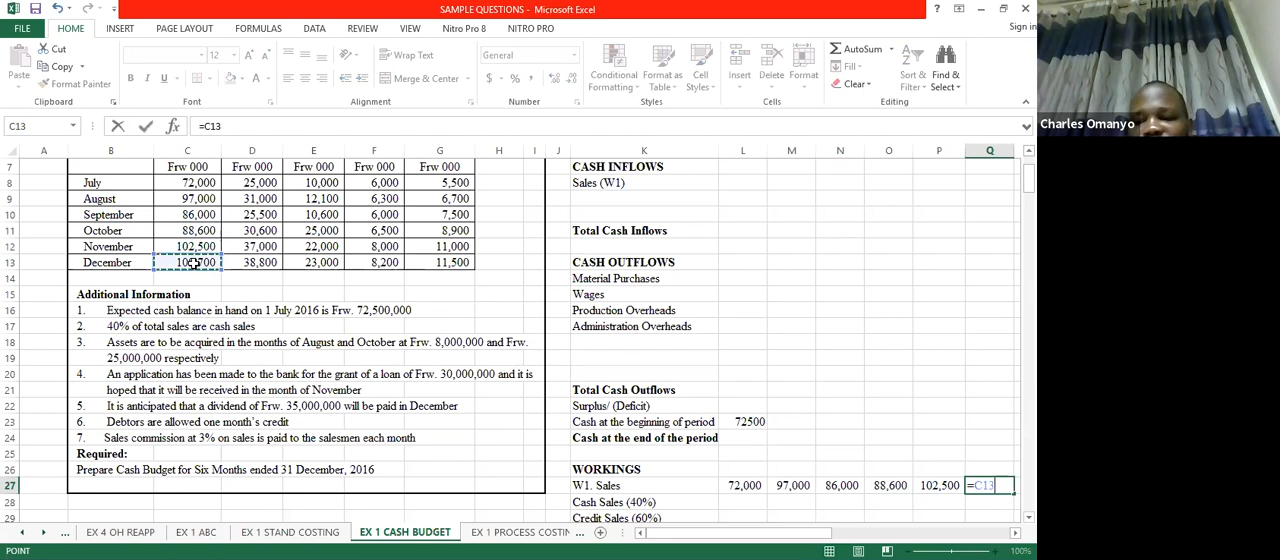 SAMPLE QUESTIONS - Microsoft Excel
Sign in
FILE HOME INSERT PAGE LAYOUT FORMULAS DATA REVIEW VIEW Nitro Pro 8 NITRO PRO
Paste Cut Copy Format Painter
12 A A B I U A
Wrap Text Merge & Center
General $ % ,
Conditional Formatting Format as Table Cell Styles
Insert Delete Format
AutoSum Fill Clear Sort & Filter Find & Select
Clipboard Font Alignment Number Styles Cells Editing
C13 fx =C13
A B C D E F G H I J K L M N O P Q
7 Frw 000 Frw 000 Frw 000 Frw 000 Frw 000 CASH INFLOWS
8 July 72,000 25,000 10,000 6,000 5,500 Sales (W1)
9 August 97,000 31,000 12,100 6,300 6,700
10 September 86,000 25,500 10,600 6,000 7,500
11 October 88,600 30,600 25,000 6,500 8,900 Total Cash Inflows
12 November 102,500 37,000 22,000 8,000 11,000
13 December 38,800 23,000 8,200 11,500 CASH OUTFLOWS
14 Material Purchases
15 Additional Information Wages
16 1. Expected cash balance in hand on 1 July 2016 is Frw. 72,500,000 Production Overheads
17 2. 40% of total sales are cash sales Administration Overheads
18 3. Assets are to be acquired in the months of August and October at Frw. 8,000,000 and Frw.
19 25,000,000 respectively
20 4. An application has been made to the bank for the grant of a loan of Frw. 30,000,000 and it is
21 hoped that it will be received in the month of November Total Cash Outflows
22 5. It is anticipated that a dividend of Frw. 35,000,000 will be paid in December Surplus/ (Deficit)
23 6. Debtors are allowed one month's credit Cash at the beginning of period 72500
24 7. Sales commission at 3% on sales is paid to the salesmen each month Cash at the end of the period
25 Required:
26 Prepare Cash Budget for Six Months ended 31 December, 2016 WORKINGS
27 W1. Sales 72,000 97,000 86,000 88,600 102,500 =C13
28 Cash Sales (40%)
29 Credit Sales (60%)
... EX 4 OH REAPP EX 1 ABC EX 1 STAND COSTING EX 1 CASH BUDGET EX 1 PROCESS COSTIN ...
POINT 100%
Charles Omanyo